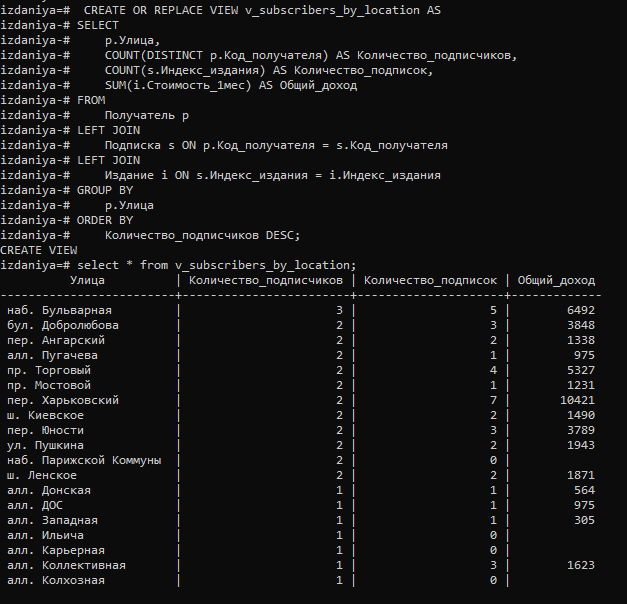 izdaniya=#  CREATE OR REPLACE VIEW v_subscribers_by_location AS
izdaniya-# SELECT
izdaniya-#     p.Улица,
izdaniya-#     COUNT(DISTINCT p.Код_получателя) AS Количество_подписчиков,
izdaniya-#     COUNT(s.Индекс_издания) AS Количество_подписок,
izdaniya-#     SUM(i.Стоимость_1мес) AS Общий_доход
izdaniya-# FROM
izdaniya-#     Получатель p
izdaniya-# LEFT JOIN
izdaniya-#     Подписка s ON p.Код_получателя = s.Код_получателя
izdaniya-# LEFT JOIN
izdaniya-#     Издание i ON s.Индекс_издания = i.Индекс_издания
izdaniya-# GROUP BY
izdaniya-#     p.Улица
izdaniya-# ORDER BY
izdaniya-#     Количество_подписчиков DESC;
CREATE VIEW
izdaniya=# select * from v_subscribers_by_location;
          Улица          | Количество_подписчиков | Количество_подписок | Общий_доход
-------------------------+------------------------+---------------------+-------------
 наб. Бульварная         |                      3 |                   5 |        6492
 бул. Добролюбова        |                      2 |                   3 |        3848
 пер. Ангарский          |                      2 |                   2 |        1338
 алл. Пугачева           |                      2 |                   1 |         975
 пр. Торговый            |                      2 |                   4 |        5327
 пр. Мостовой            |                      2 |                   1 |        1231
 пер. Харьковский        |                      2 |                   7 |       10421
 ш. Киевское             |                      2 |                   2 |        1490
 пер. Юности             |                      2 |                   3 |        3789
 ул. Пушкина             |                      2 |                   2 |        1943
 наб. Парижской Коммуны  |                      2 |                   0 |
 ш. Ленское              |                      2 |                   2 |        1871
 алл. Донская            |                      1 |                   1 |         564
 алл. ДОС                |                      1 |                   1 |         975
 алл. Западная           |                      1 |                   1 |         305
 алл. Ильича             |                      1 |                   0 |
 алл. Карьерная          |                      1 |                   0 |
 алл. Коллективная       |                      1 |                   3 |        1623
 алл. Колхозная          |                      1 |                   0 |